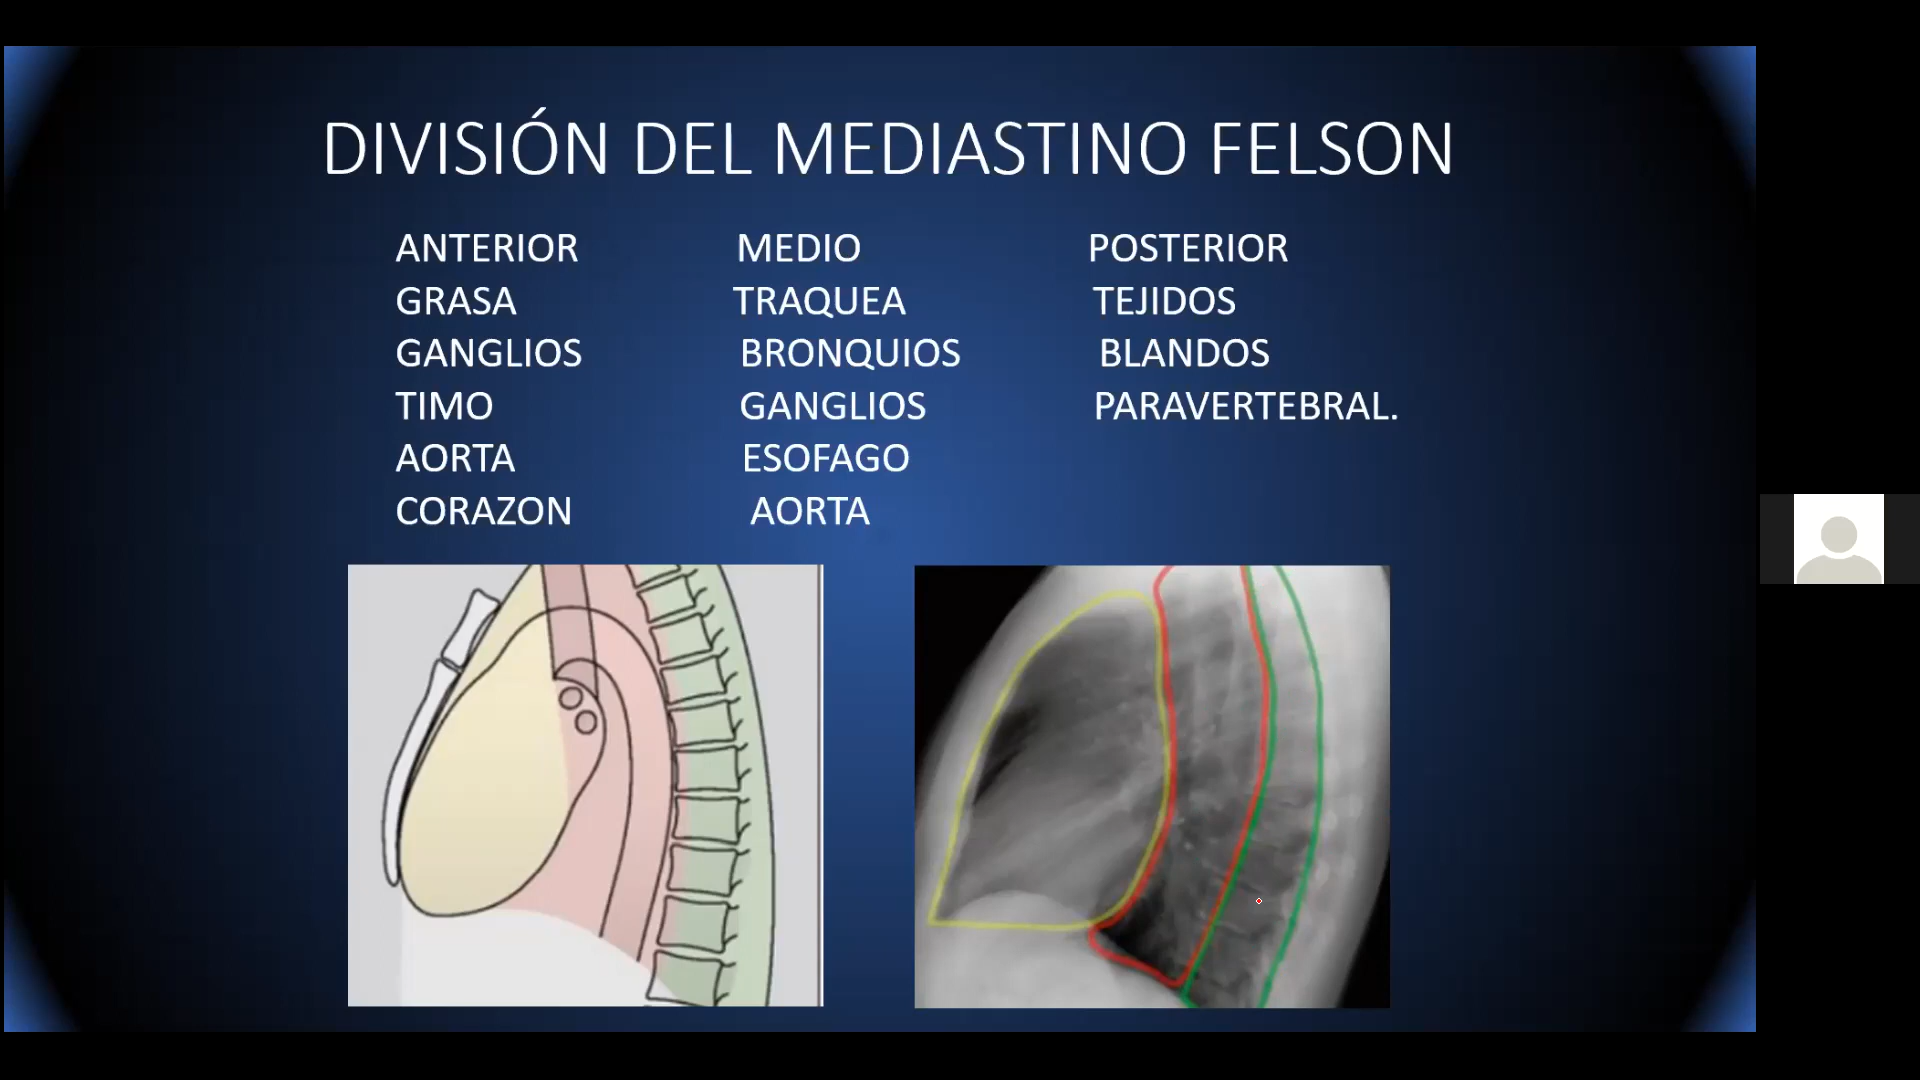 DIVISIÓN DEL MEDIASTINO FELSON
ANTERIOR MEDIO POSTERIOR
GRASA TRAQUEA TEJIDOS
GANGLIOS BRONQUIOS BLANDOS
TIMO GANGLIOS PARAVERTEBRAL.
AORTA ESOFAGO
CORAZON AORTA